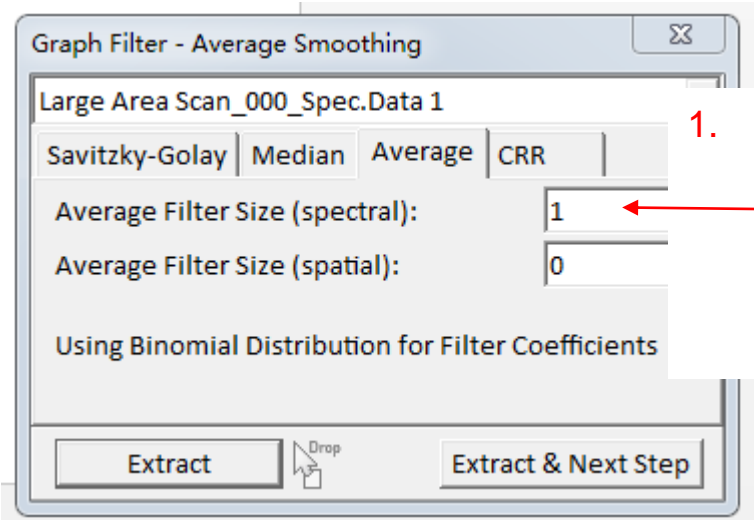 Graph Filter - Average Smoothing
Large Area Scan_000_Spec.Data 1
1.
Savitzky-Golay Median Average CRR
Average Filter Size (spectral): 1
Average Filter Size (spatial): 0
Using Binomial Distribution for Filter Coefficients
Extract Drop Extract & Next Step